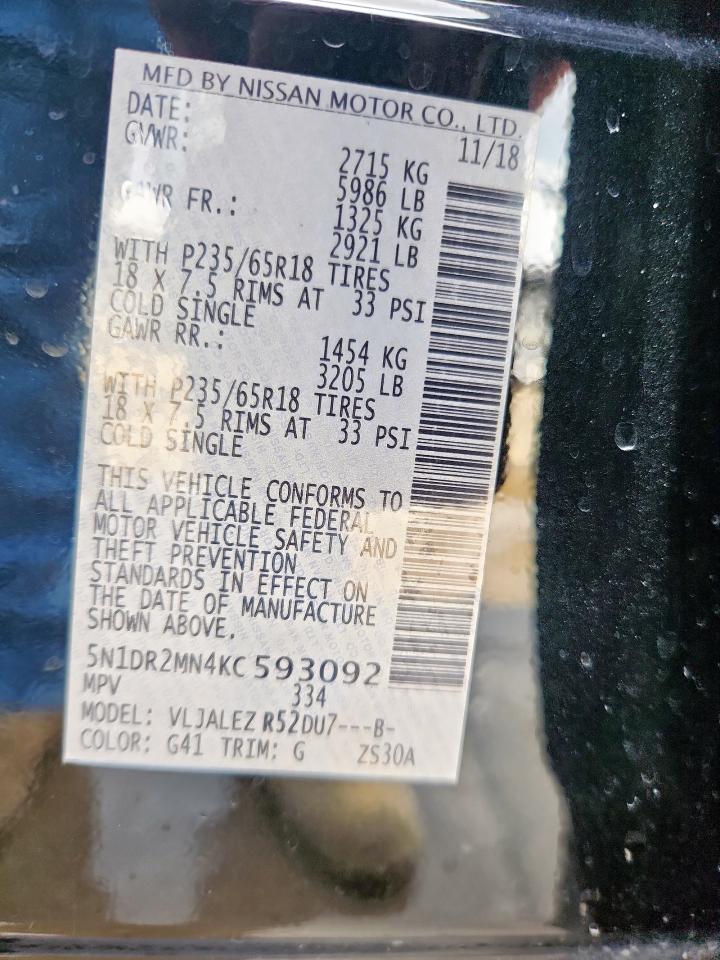 MFD BY NISSAN MOTOR CO., LTD.
DATE: 11/18
GVWR: 2715 KG
5986 LB
GAWR FR.: 1325 KG
2921 LB
WITH P235/65R18 TIRES
18 X 7.5 RIMS AT 33 PSI
COLD SINGLE
GAWR RR.: 1454 KG
3205 LB
WITH P235/65R18 TIRES
18 X 7.5 RIMS AT 33 PSI
COLD SINGLE
THIS VEHICLE CONFORMS TO
ALL APPLICABLE FEDERAL
MOTOR VEHICLE SAFETY AND
THEFT PREVENTION
STANDARDS IN EFFECT ON
THE DATE OF MANUFACTURE
SHOWN ABOVE.
5N1DR2MN4KC593092
MPV 334
MODEL: VLJALEZ R52DU7---B-
COLOR: G41 TRIM: G ZS30A